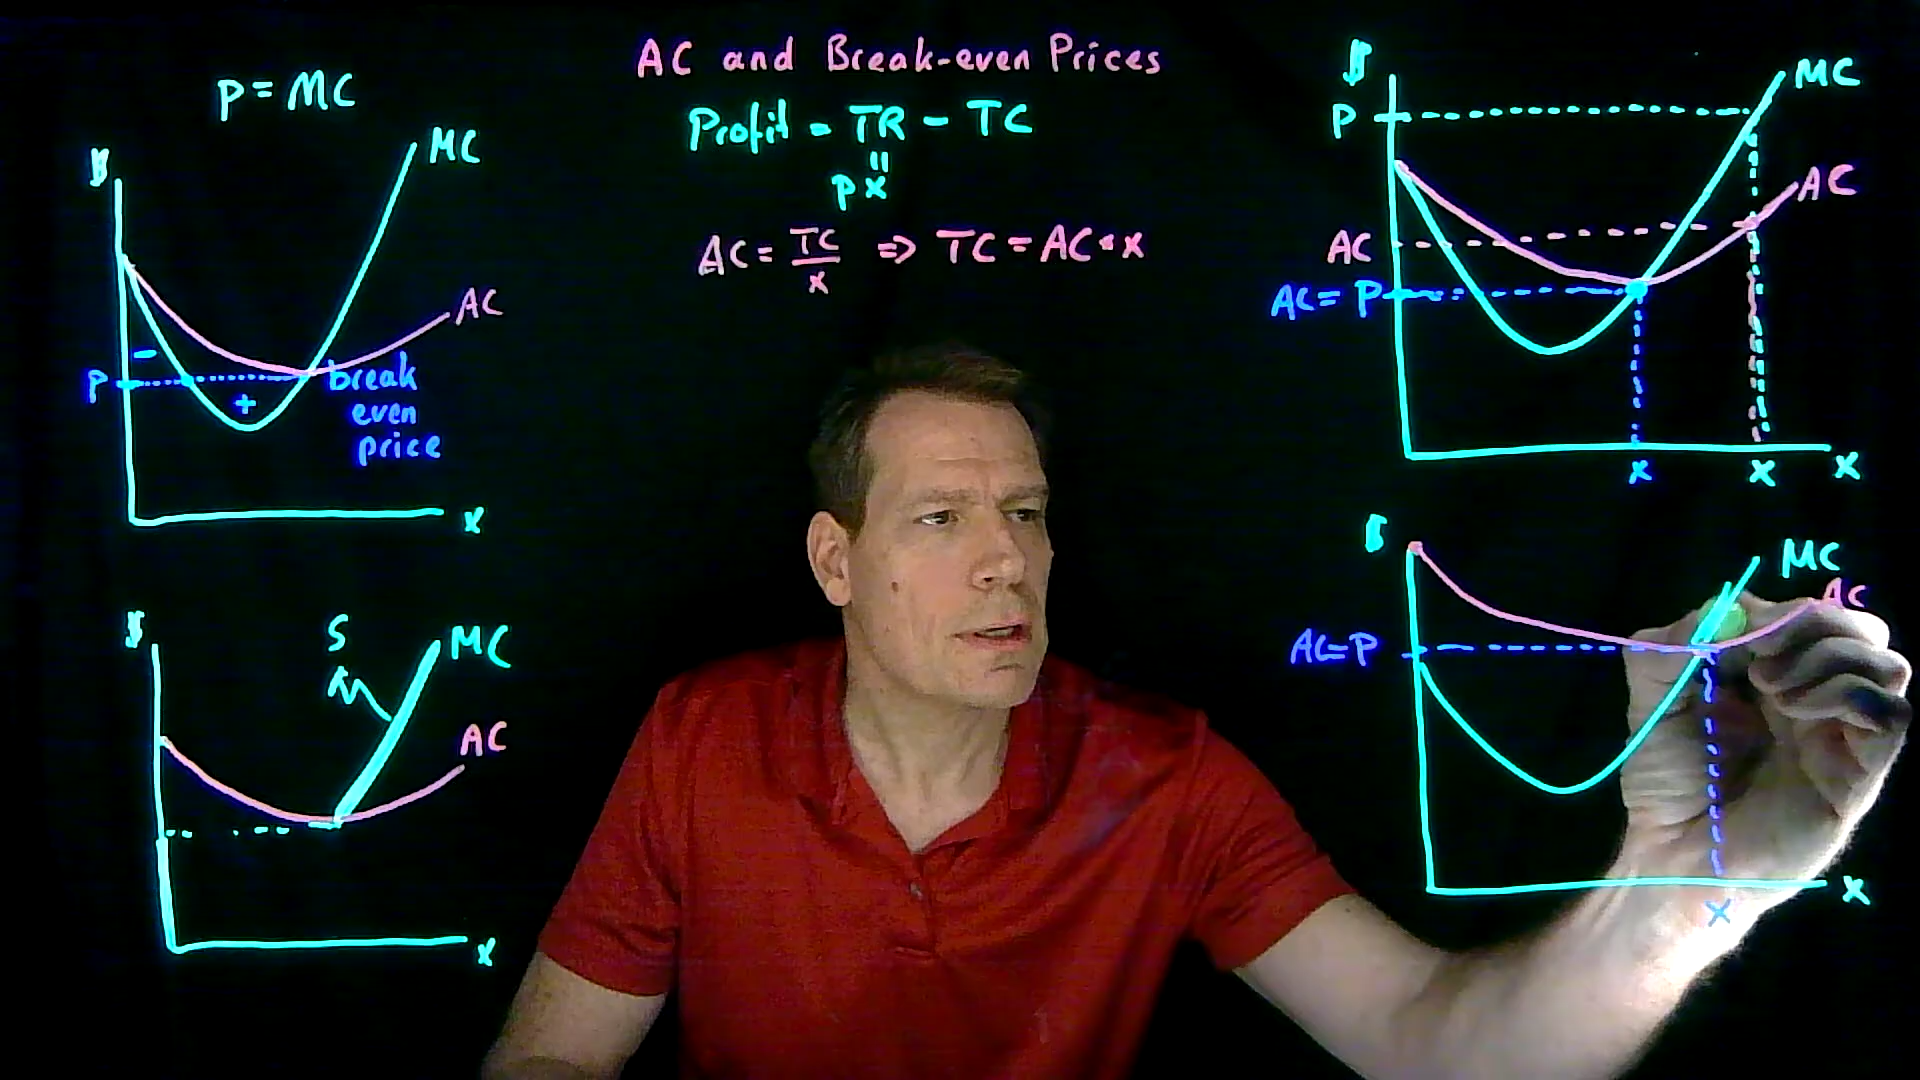 AC and Break-even Prices
p = MC
Profit = TR - TC
"
px
AC = TC/x ⇒ TC = AC • x
$
MC
AC
-
P
+
break
even
price
x
$
S
MC
AC
x
$
P
MC
AC
AC
AC = P
x
x
x
$
MC
AC
AC=P
x
x